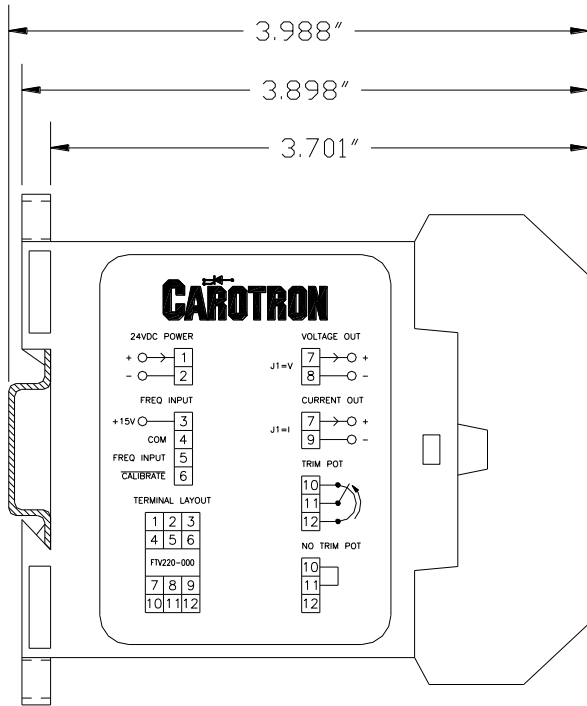 3.988"
3.898"
3.701"
CAROTRON
24VDC POWER
+ 1
- 2
FREQ INPUT
+15V 3
COM 4
FREQ INPUT 5
CALIBRATE 6
TERMINAL LAYOUT
1 2 3
4 5 6
FTV220-000
7 8 9
10 11 12
VOLTAGE OUT
J1=V
7 +
8 -
CURRENT OUT
J1=I
7 +
9 -
TRIM POT
10
11
12
NO TRIM POT
10
11
12